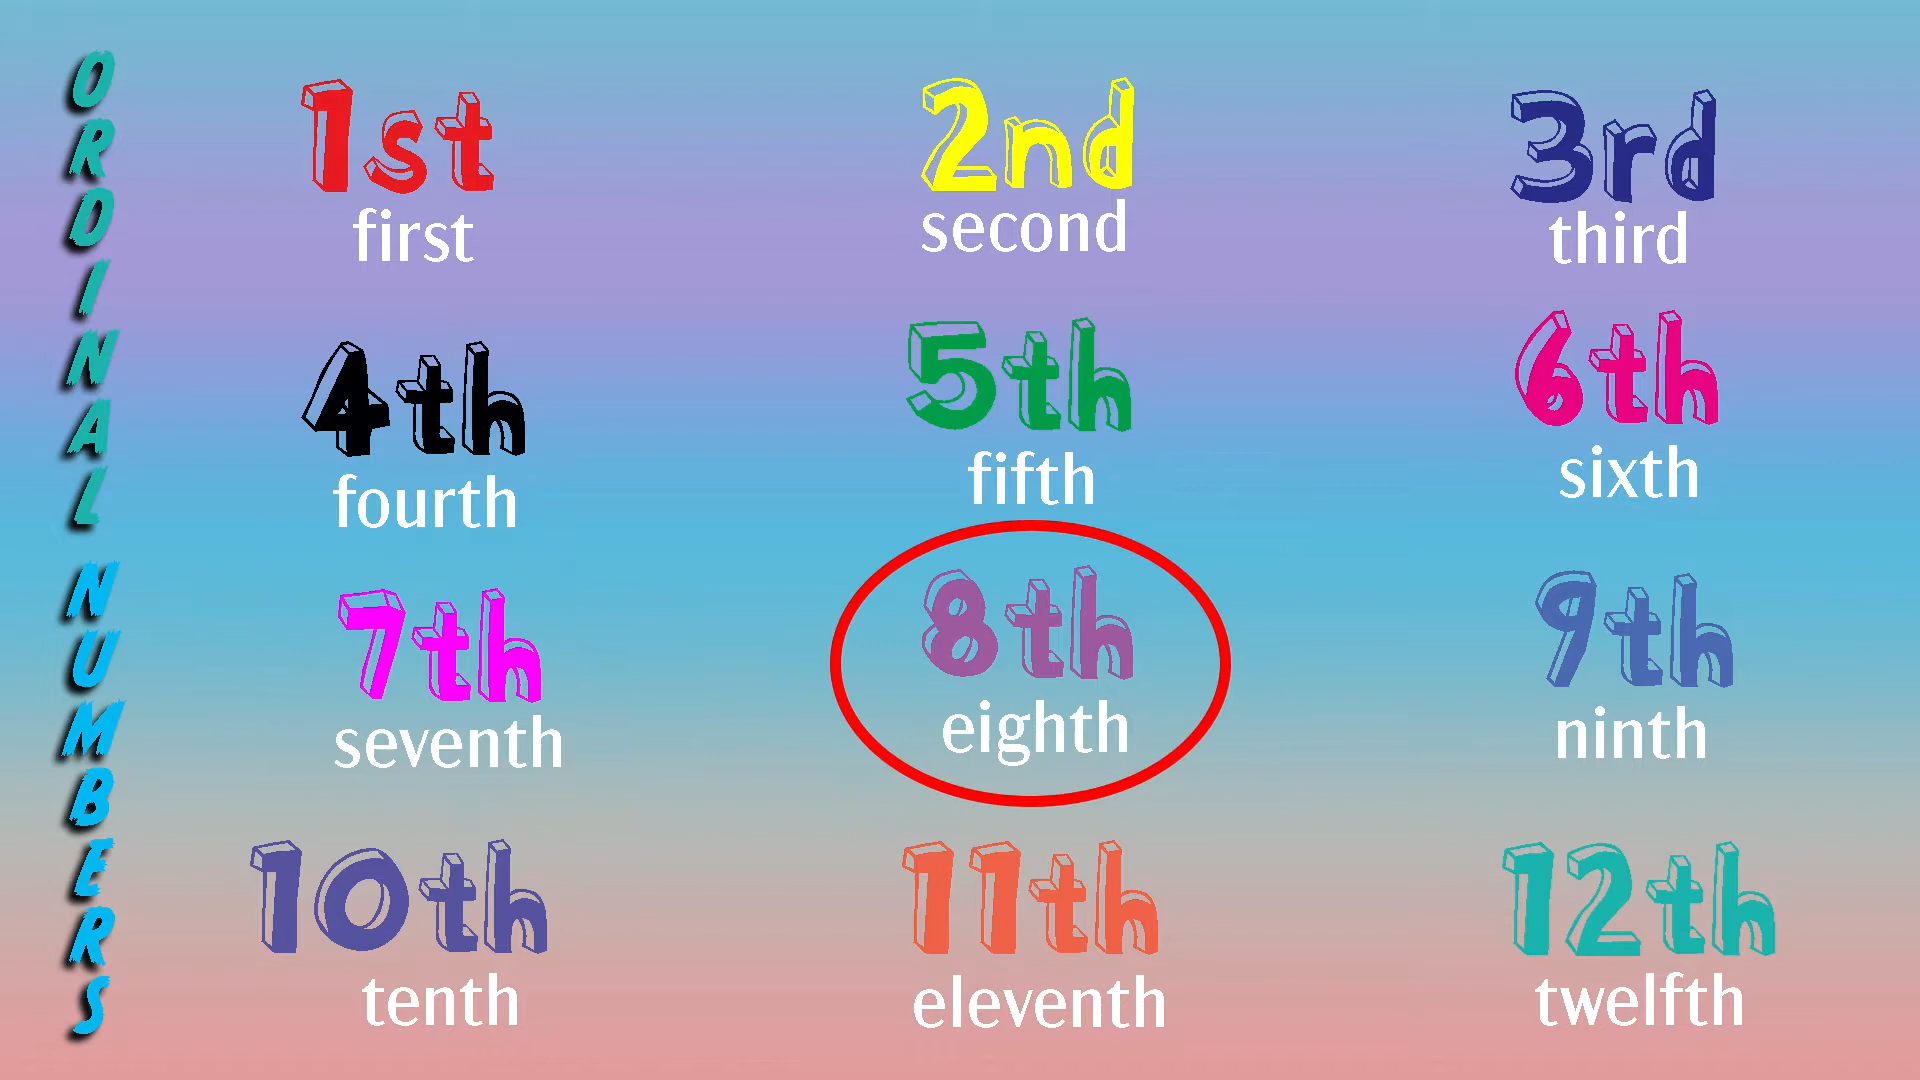 ORDINAL NUMBERS
1st 2nd 3rd
first second third
4th 5th 6th
fourth fifth sixth
7th 8th 9th
seventh eighth ninth
10th 11th 12th
tenth eleventh twelfth